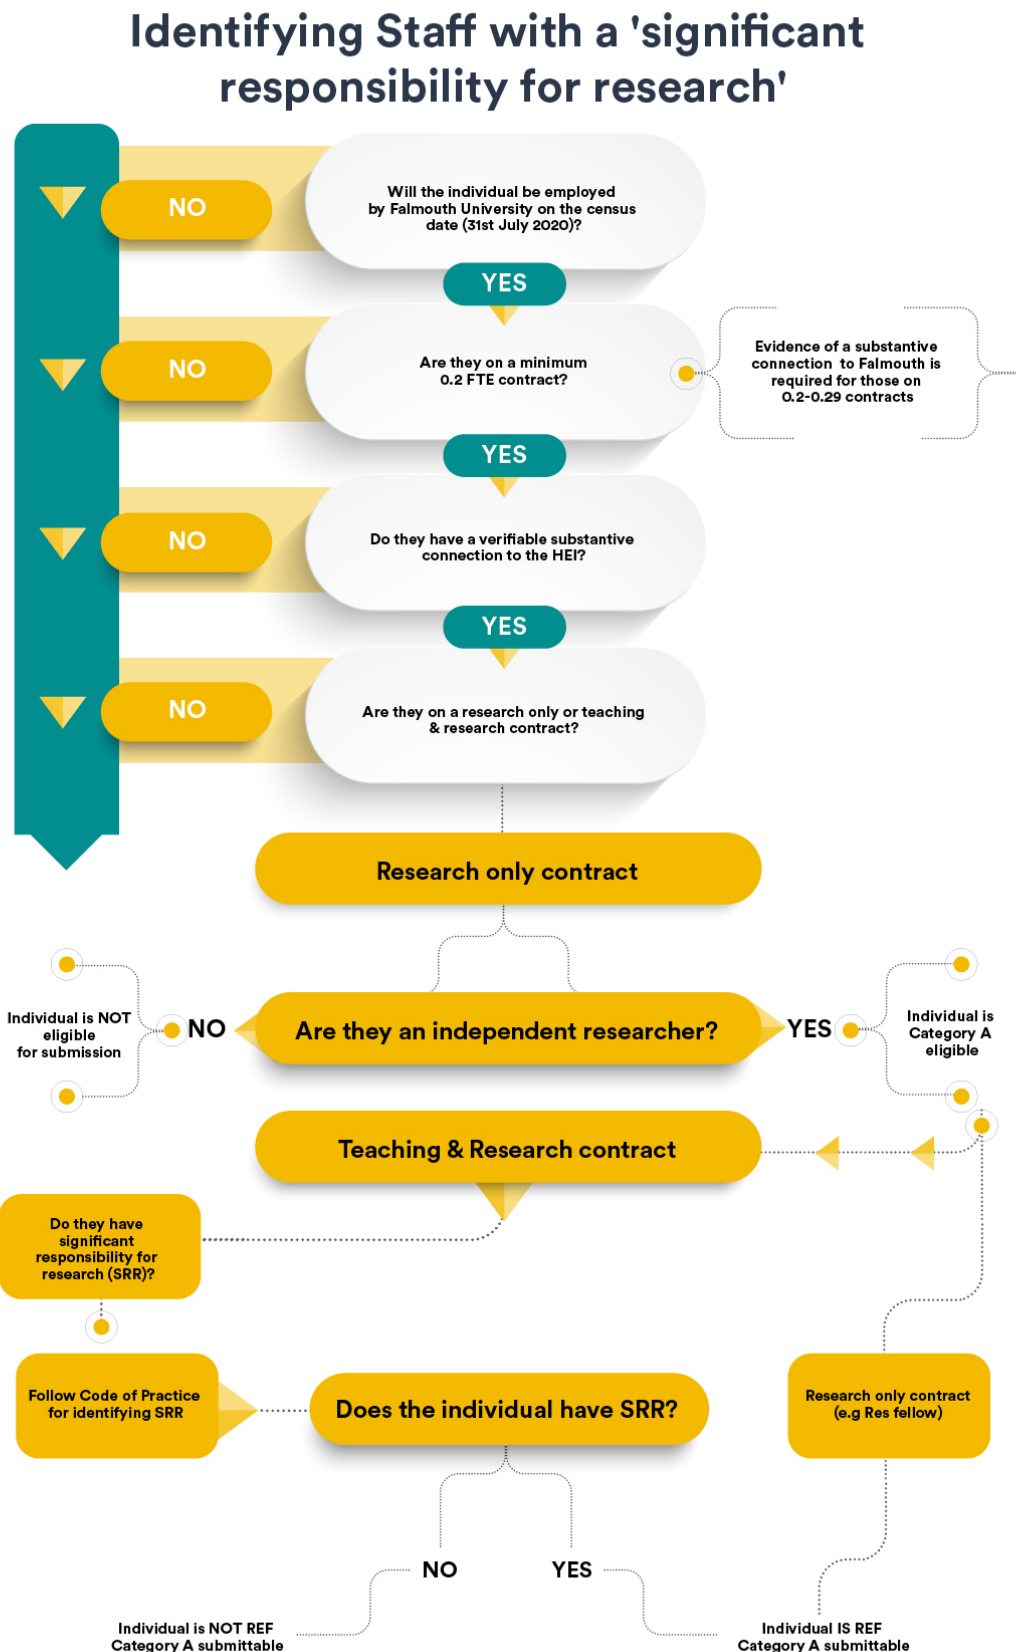 Identifying Staff with a 'significant
responsibility for research'
Will the individual be employed
by Falmouth University on the census
date (31st July 2020)?
NO
YES
Are they on a minimum
0.2 FTE contract?
NO
Evidence of a substantive
connection to Falmouth is
required for those on
0.2-0.29 contracts
YES
Do they have a verifiable substantive
connection to the HEI?
NO
YES
Are they on a research only or teaching
& research contract?
NO
Research only contract
Are they an independent researcher?
NO
Individual is NOT
eligible
for submission
YES
Individual is
Category A
eligible
Teaching & Research contract
Do they have
significant
responsibility for
research (SRR)?
Follow Code of Practice
for identifying SRR
Does the individual have SRR?
Research only contract
(e.g Res fellow)
NO
YES
Individual is NOT REF
Category A submittable
Individual IS REF
Category A submittable